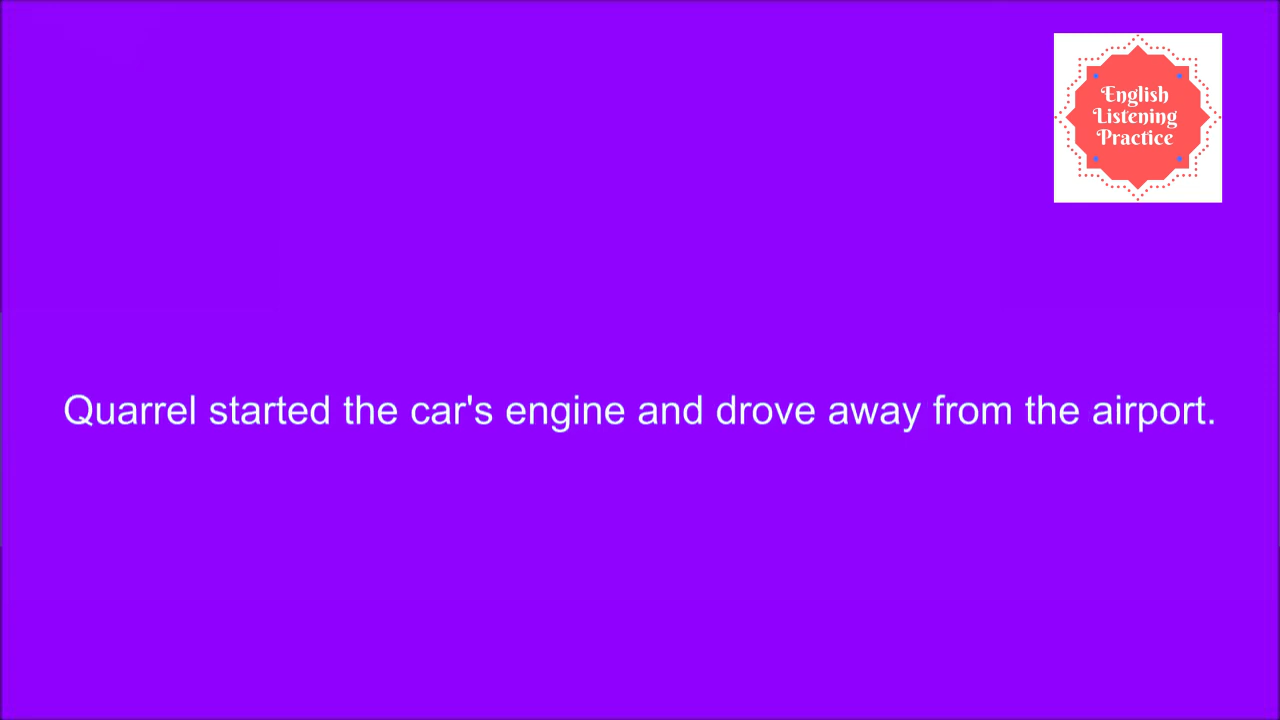 English
Listening
Practice
Quarrel started the car's engine and drove away from the airport.